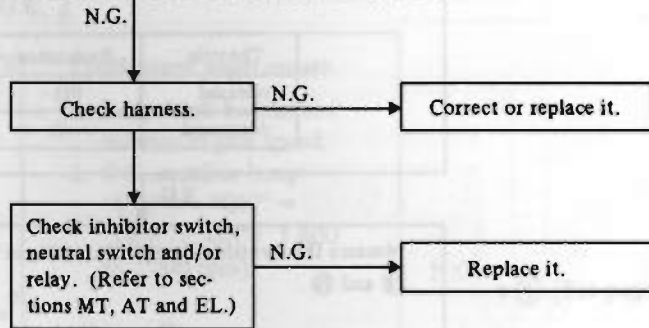 N.G.
Check harness.
N.G.
Correct or replace it.
Check inhibitor switch,
neutral switch and/or
relay. (Refer to sec-
tions MT, AT and EL.)
N.G.
Replace it.